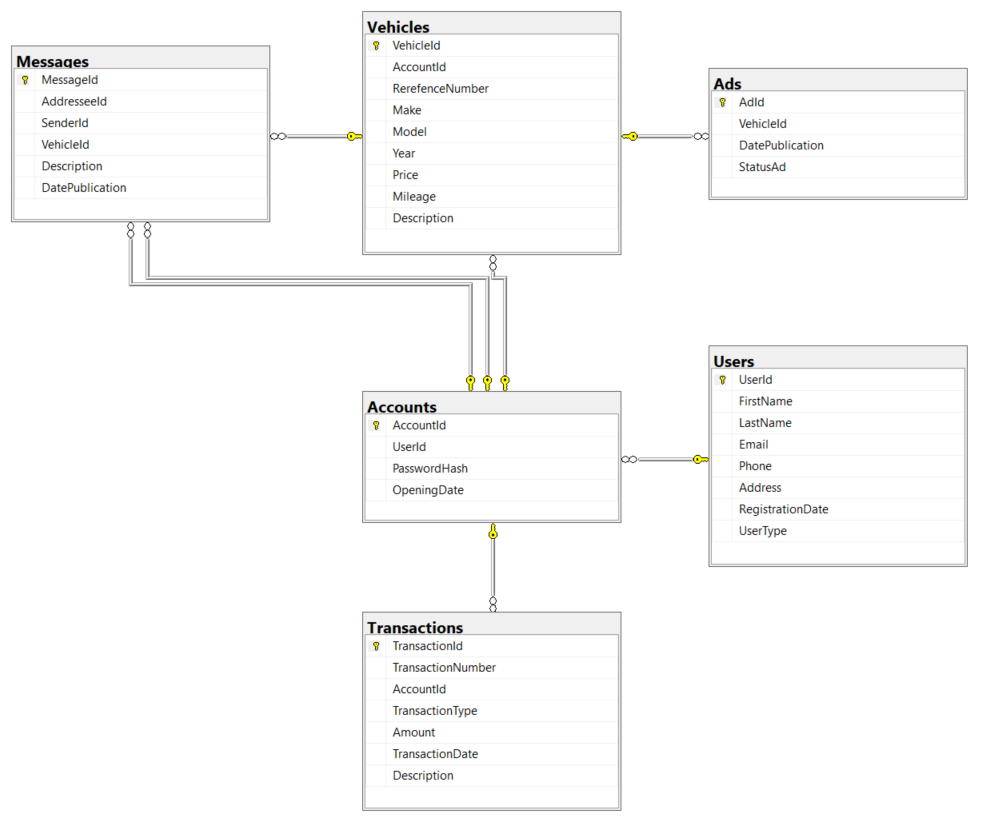 Messages
MessageId
AddresseeId
SenderId
VehicleId
Description
DatePublication
Vehicles
VehicleId
AccountId
RerefenceNumber
Make
Model
Year
Price
Mileage
Description
Ads
AdId
VehicleId
DatePublication
StatusAd
Accounts
AccountId
UserId
PasswordHash
OpeningDate
Users
UserId
FirstName
LastName
Email
Phone
Address
RegistrationDate
UserType
Transactions
TransactionId
TransactionNumber
AccountId
TransactionType
Amount
TransactionDate
Description